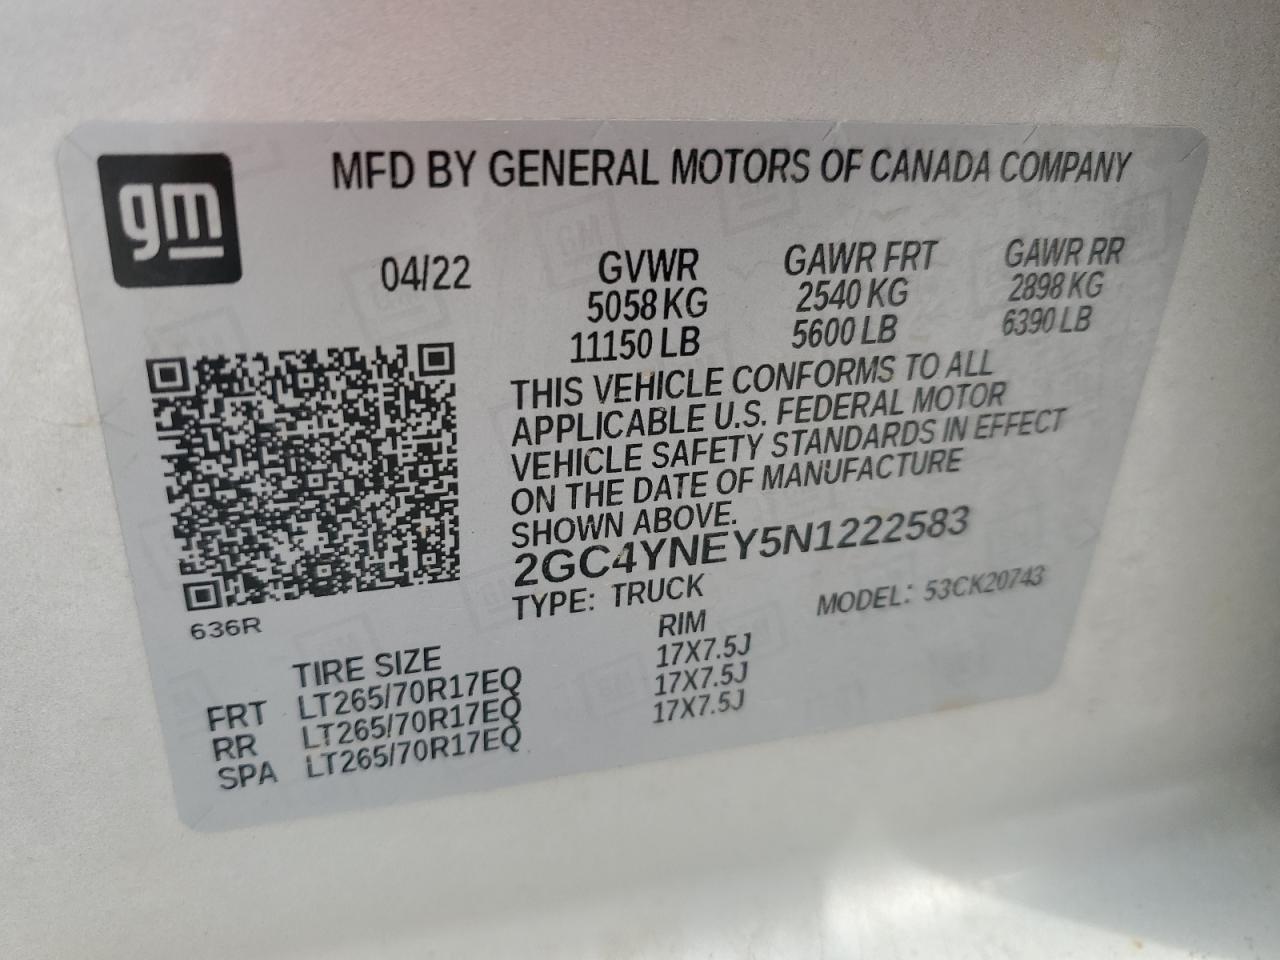 gm
MFD BY GENERAL MOTORS OF CANADA COMPANY
04/22 GVWR GAWR FRT GAWR RR
5058 KG 2540 KG 2898 KG
11150 LB 5600 LB 6390 LB
THIS VEHICLE CONFORMS TO ALL
APPLICABLE U.S. FEDERAL MOTOR
VEHICLE SAFETY STANDARDS IN EFFECT
ON THE DATE OF MANUFACTURE
SHOWN ABOVE.
2GC4YNEY5N1222583
TYPE: TRUCK MODEL: 53CK20743
636R
TIRE SIZE RIM
FRT LT265/70R17EQ 17X7.5J
RR LT265/70R17EQ 17X7.5J
SPA LT265/70R17EQ 17X7.5J